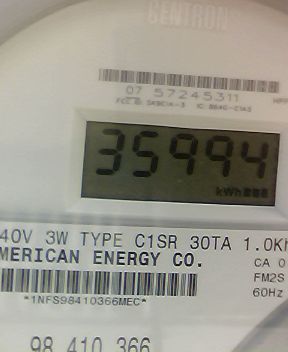 CENTRON
07 57245311
35994
kWh
40V 3W TYPE C1SR 30TA 1.0Kh
MERICAN ENERGY CO.
CA 0
FM2S
60Hz
*1NFS98410366MEC*
98 410 366